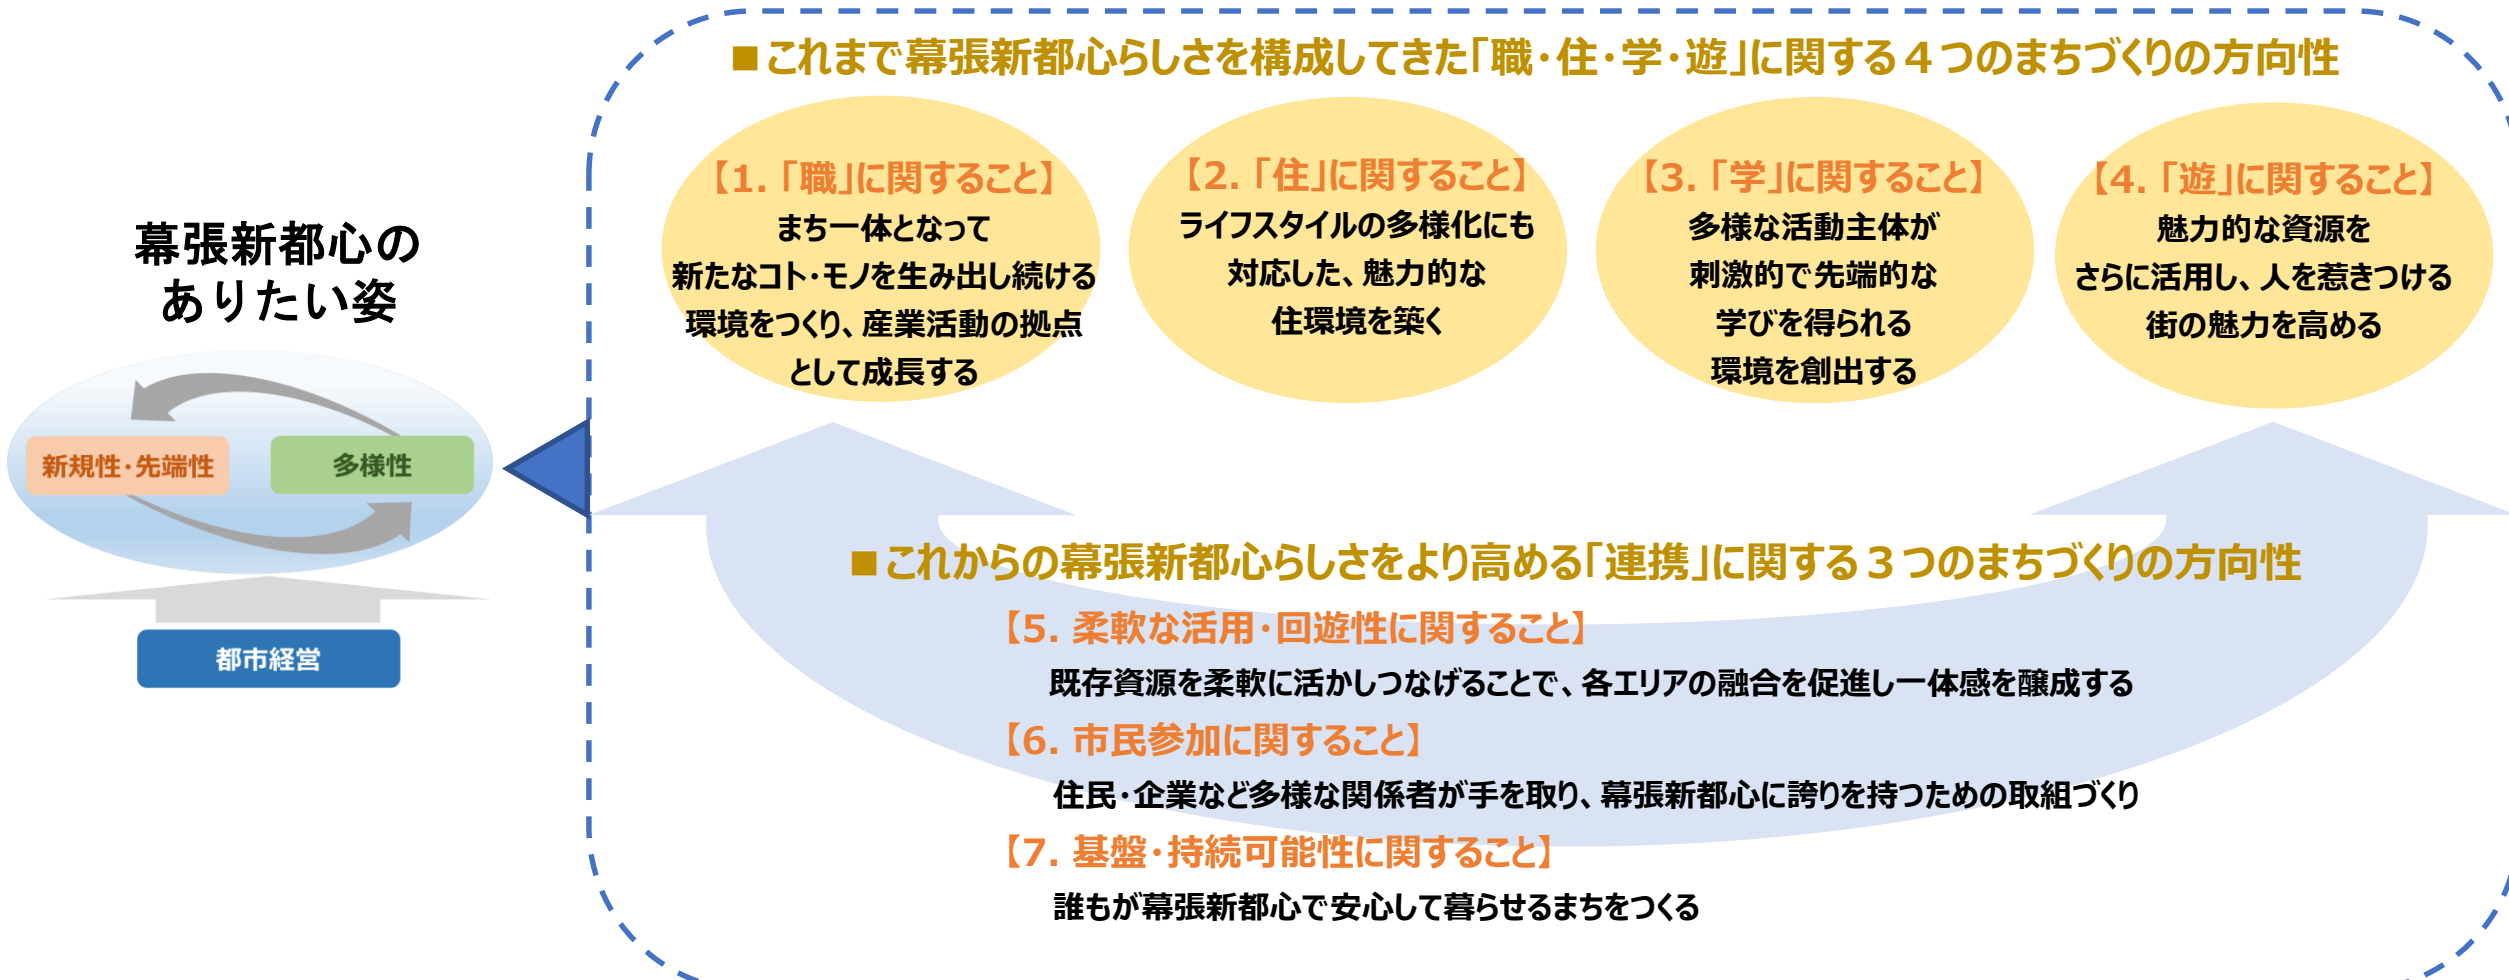 幕張新都心の
ありたい姿
新規性・先端性
多様性
都市経営
■これまで幕張新都心らしさを構成してきた「職・住・学・遊」に関する４つのまちづくりの方向性
【1. 「職」に関すること】
まち一体となって
新たなコト・モノを生み出し続ける
環境をつくり、産業活動の拠点
として成長する
【2. 「住」に関すること】
ライフスタイルの多様化にも
対応した、魅力的な
住環境を築く
【3. 「学」に関すること】
多様な活動主体が
刺激的で先端的な
学びを得られる
環境を創出する
【4. 「遊」に関すること】
魅力的な資源を
さらに活用し、人を惹きつける
街の魅力を高める
■これからの幕張新都心らしさをより高める「連携」に関する３つのまちづくりの方向性
【5. 柔軟な活用・回遊性に関すること】
既存資源を柔軟に活かしつなげることで、各エリアの融合を促進し一体感を醸成する
【6. 市民参加に関すること】
住民・企業など多様な関係者が手を取り、幕張新都心に誇りを持つための取組づくり
【7. 基盤・持続可能性に関すること】
誰もが幕張新都心で安心して暮らせるまちをつくる